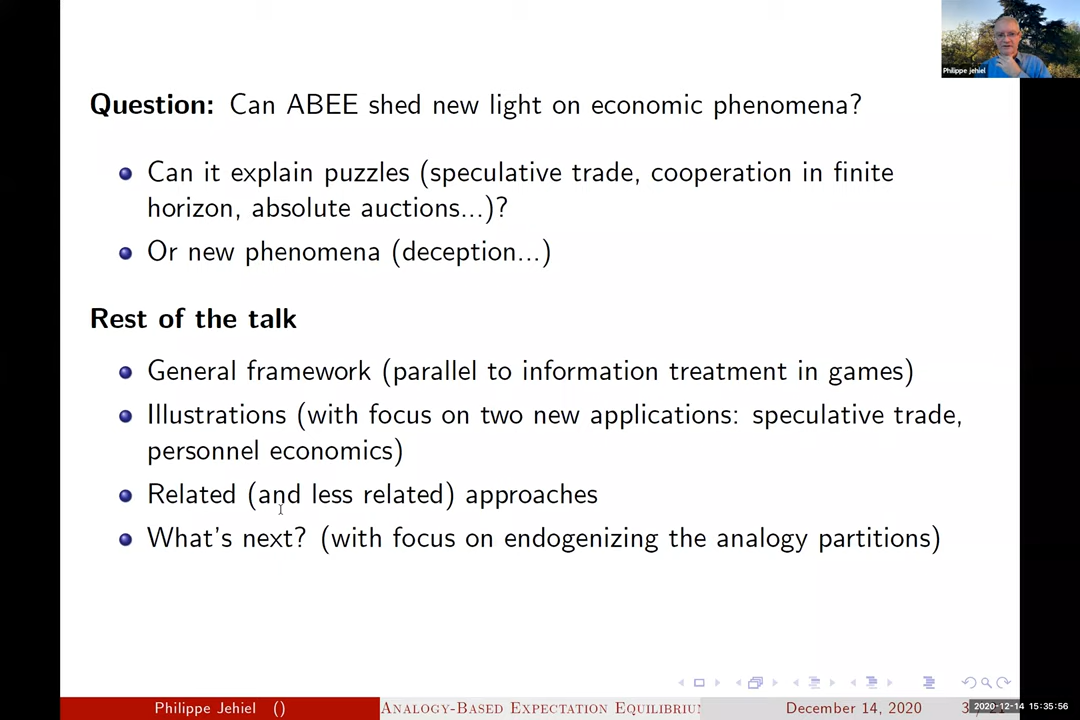 Philippe jehiel
Question: Can ABEE shed new light on economic phenomena?
Can it explain puzzles (speculative trade, cooperation in finite
horizon, absolute auctions...)?
Or new phenomena (deception...)
Rest of the talk
General framework (parallel to information treatment in games)
Illustrations (with focus on two new applications: speculative trade,
personnel economics)
Related (and less related) approaches
What's next? (with focus on endogenizing the analogy partitions)
Philippe Jehiel () Analogy-Based Expectation Equilibriu December 14, 2020 3
2020-12-14 15:35:56